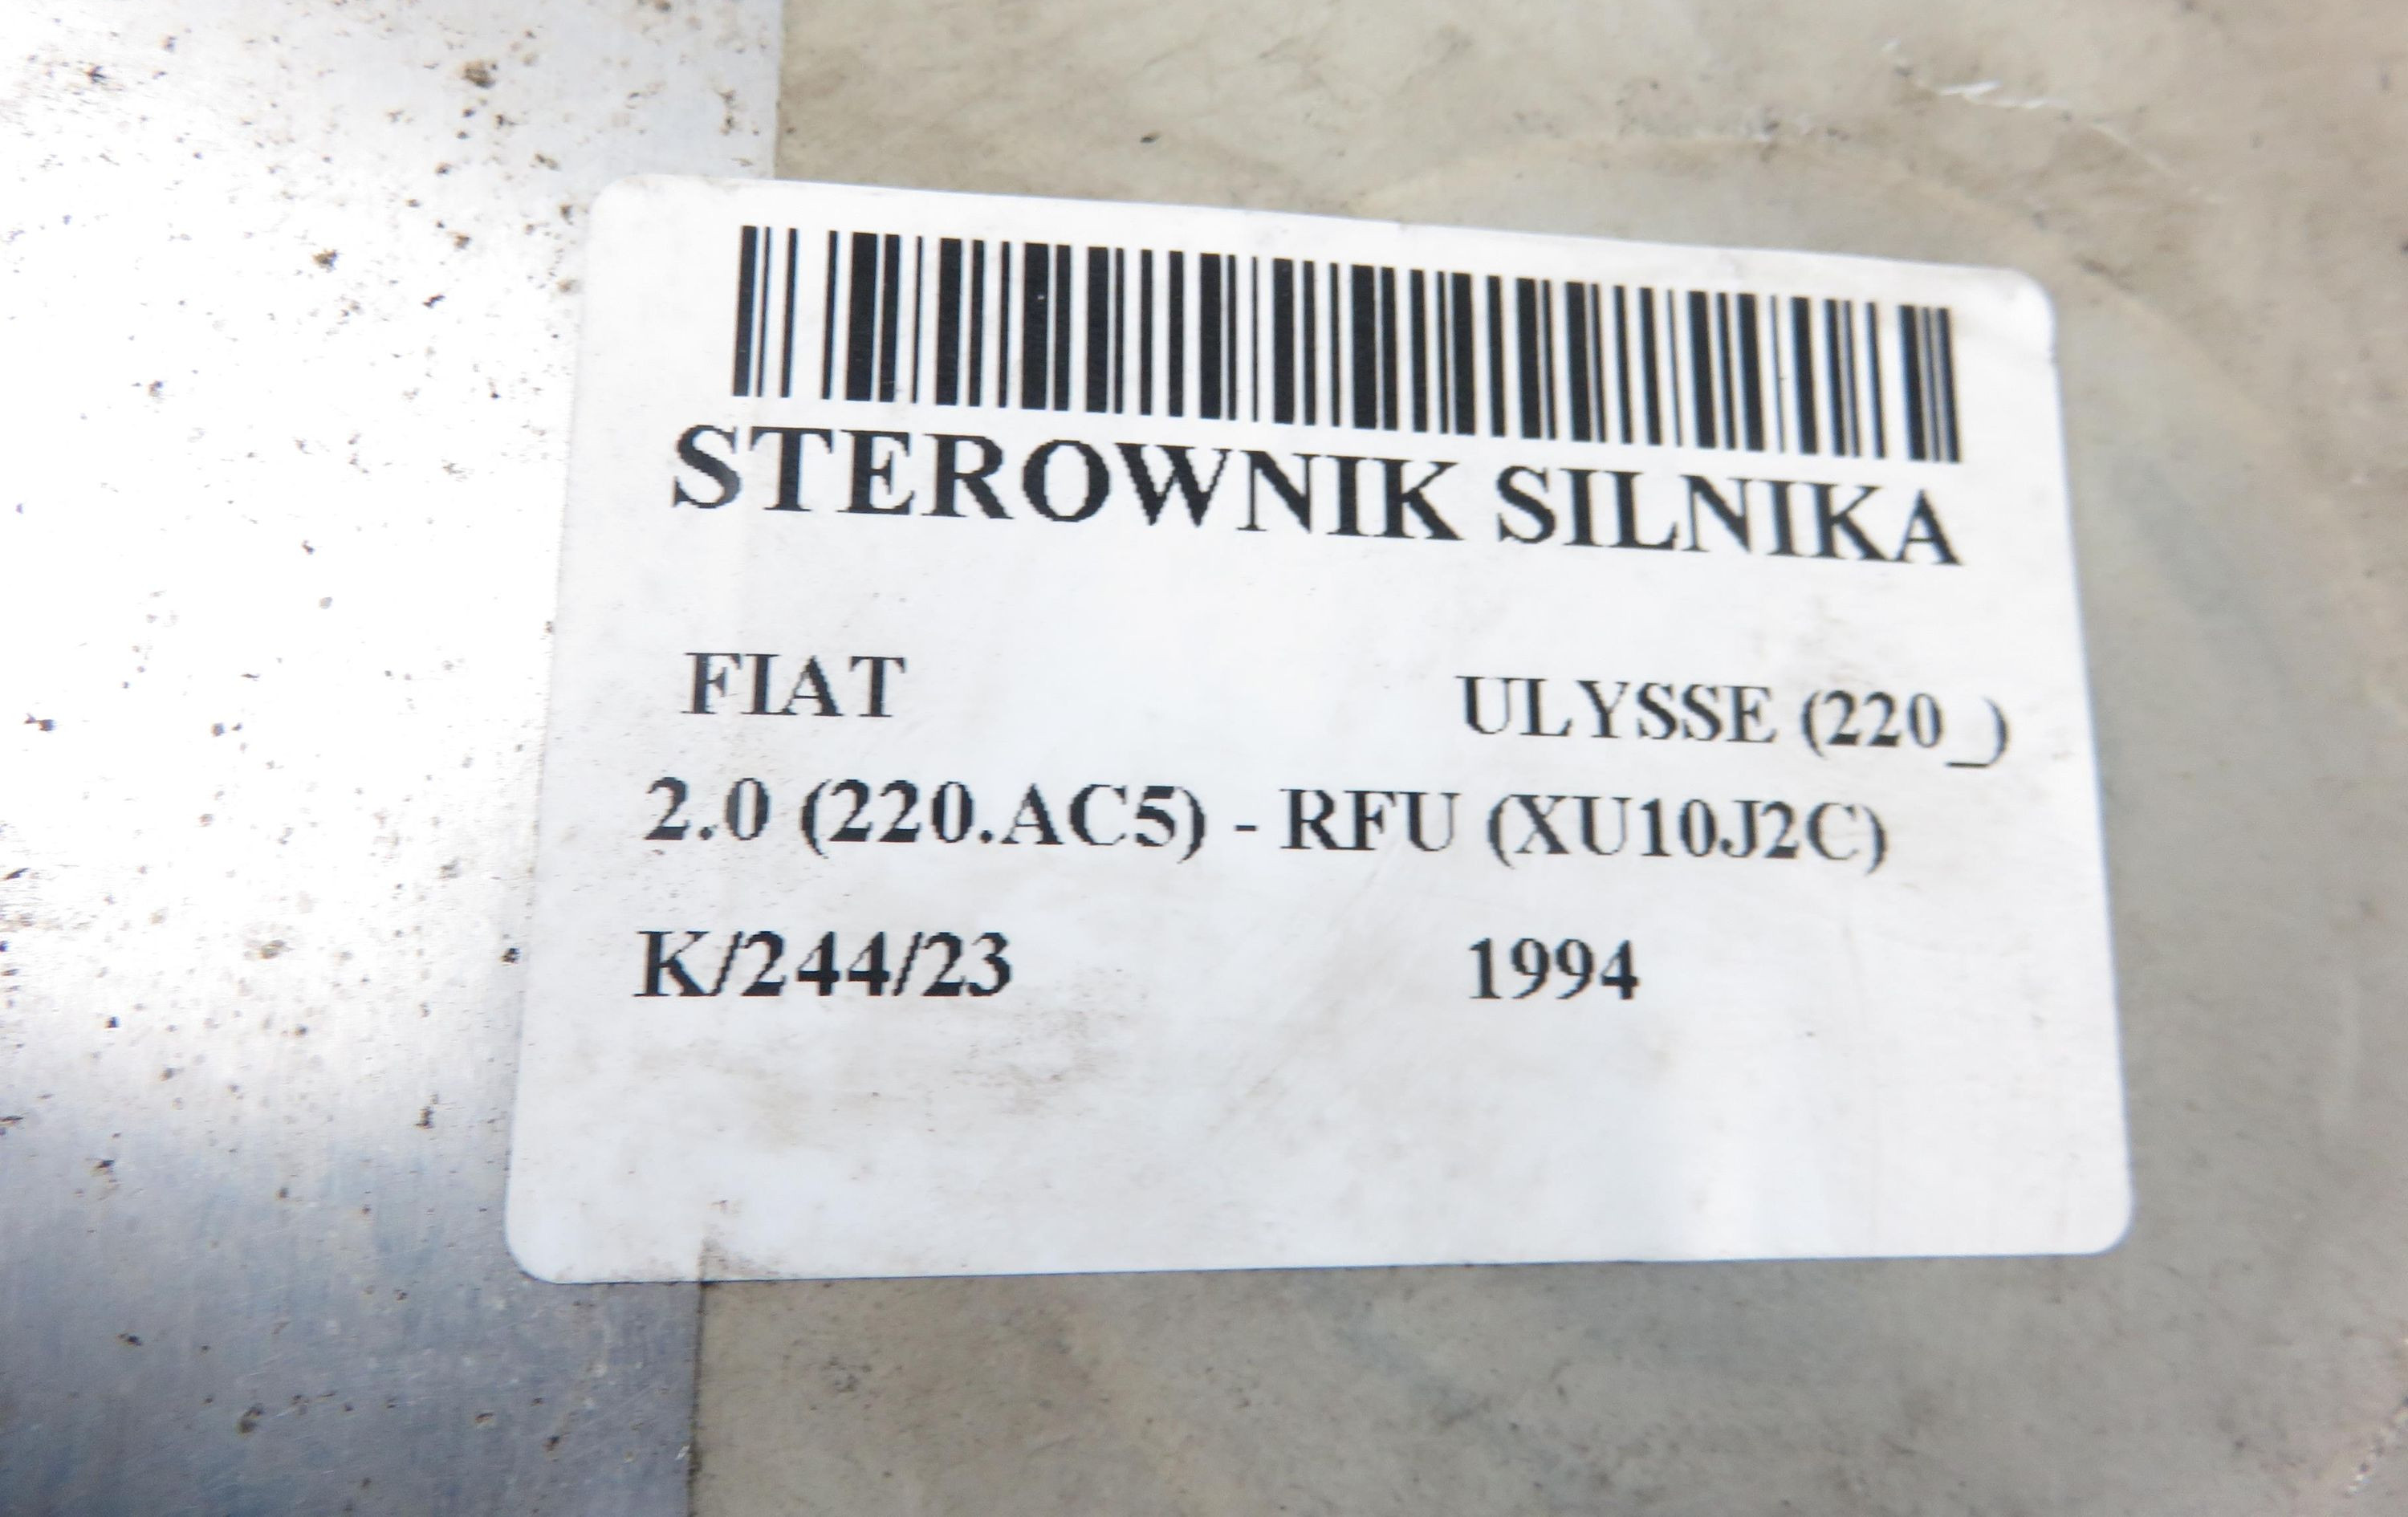 STEROWNIK SILNIKA
FIAT ULYSSE (220_)
2.0 (220.AC5) - RFU (XU10J2C)
K/244/23 1994